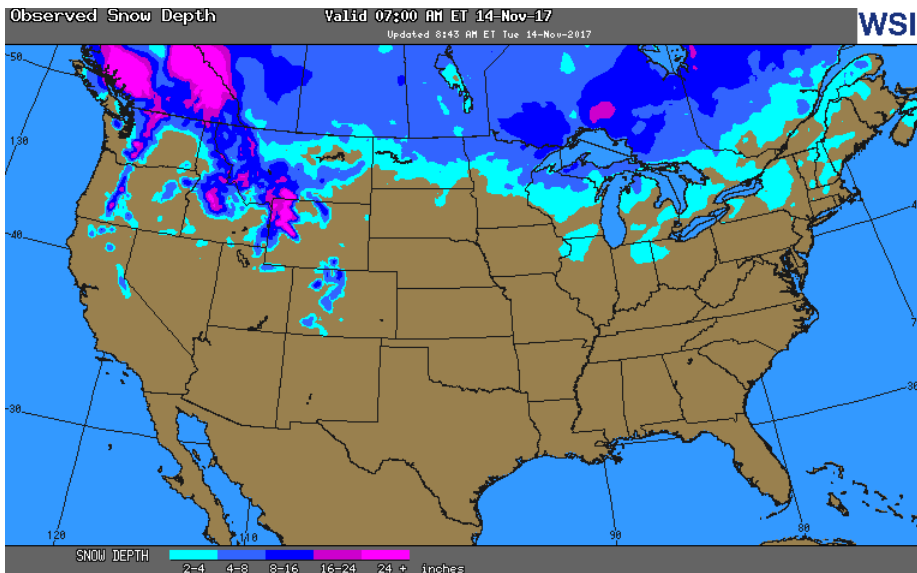 Observed Snow Depth
Valid 07:00 AM ET 14-Nov-17
Updated 8:43 AM ET Tue 14-Nov-2017
WSI
50
130
40
30
30
120
110
90
80
SNOW DEPTH
2-4 4-8 8-16 16-24 24 + inches